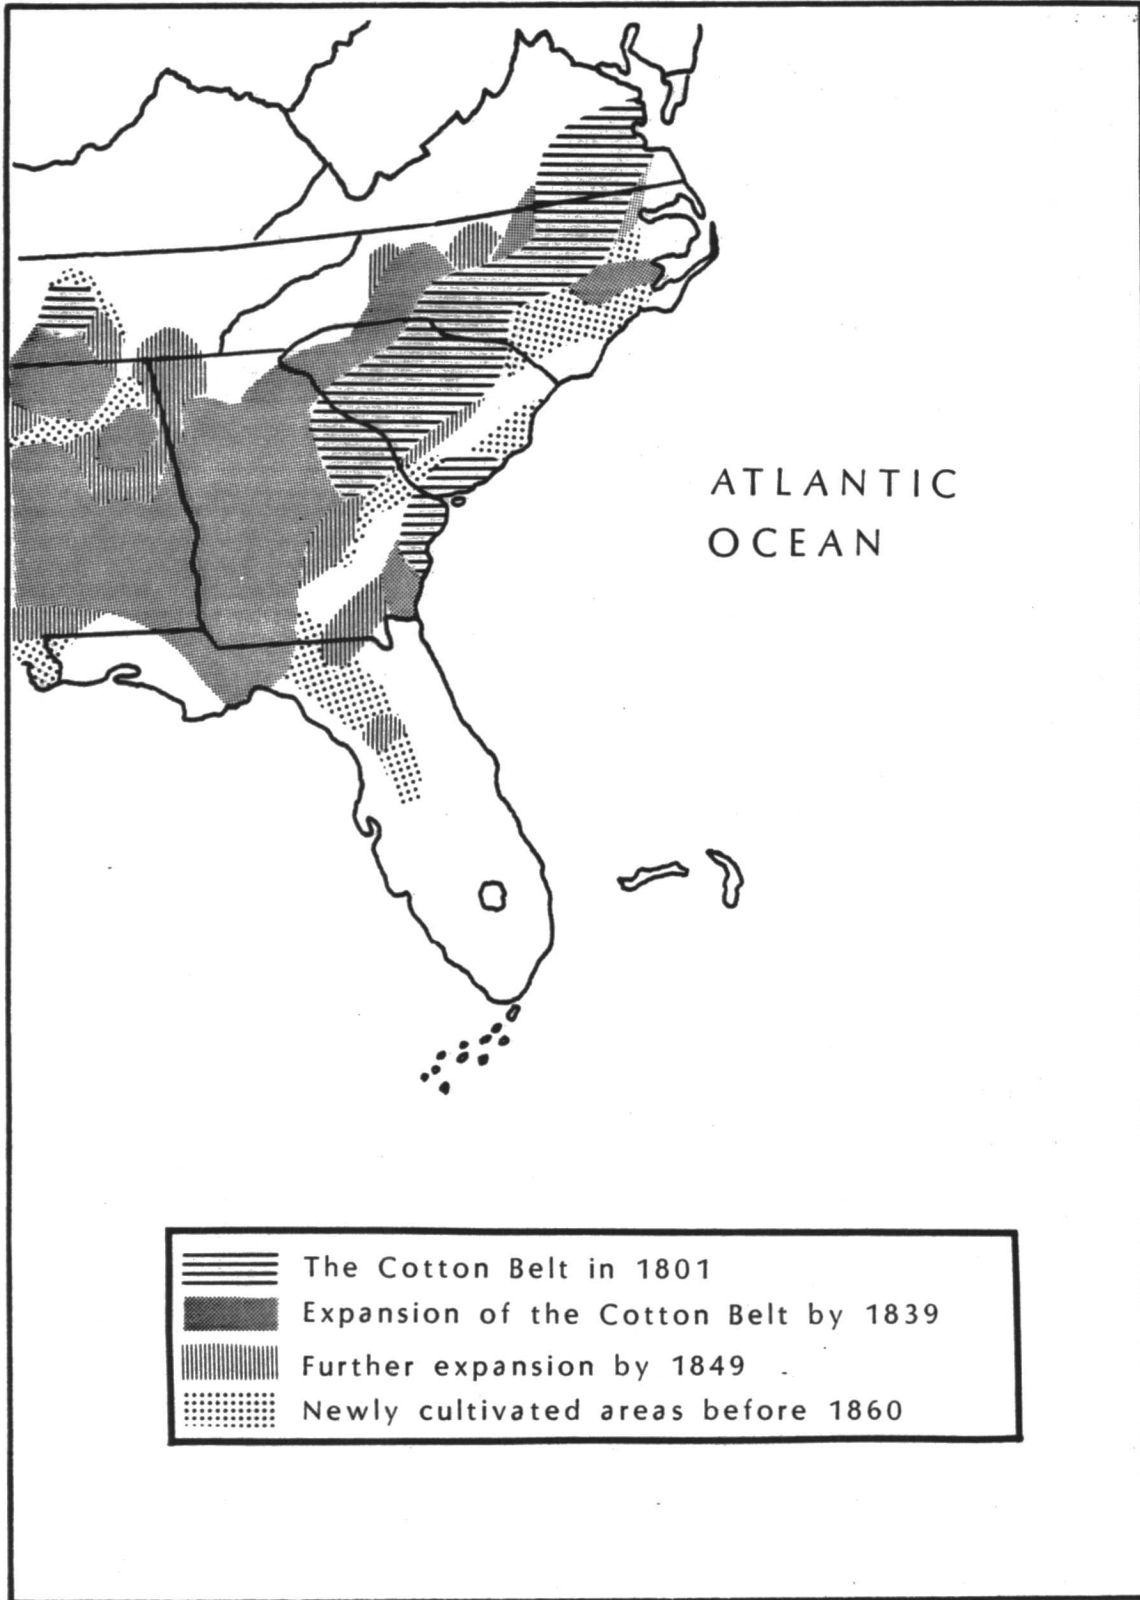 ATLANTIC
OCEAN
The Cotton Belt in 1801
Expansion of the Cotton Belt by 1839
Further expansion by 1849
Newly cultivated areas before 1860